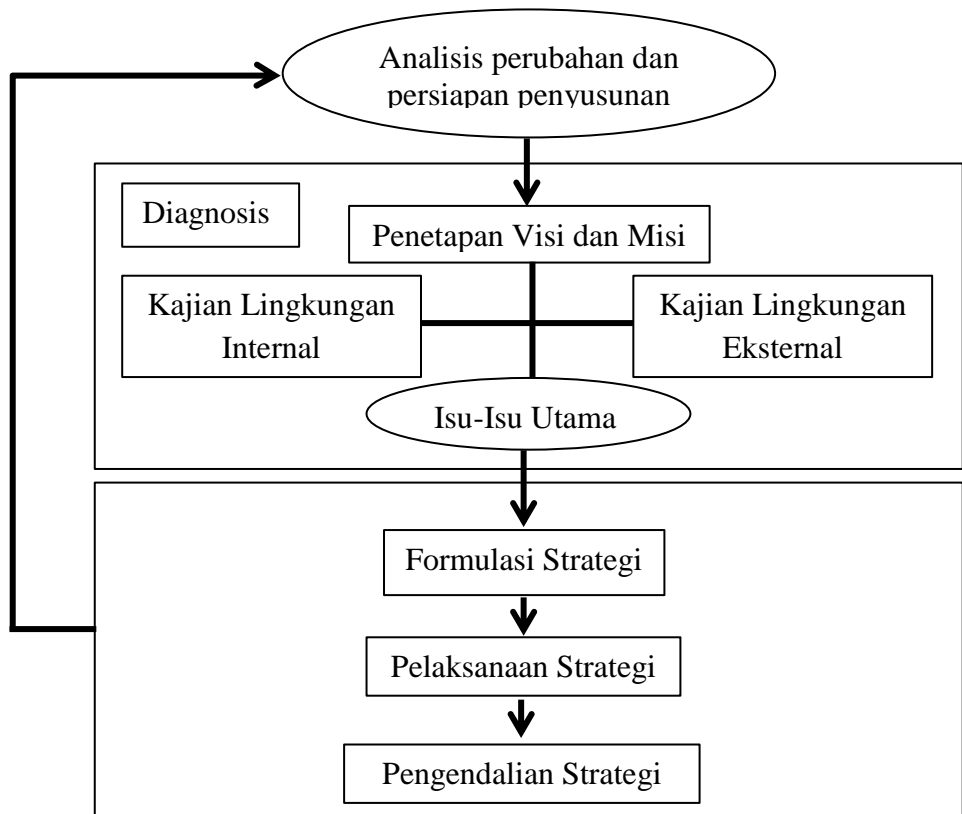 Analisis perubahan dan
persiapan penyusunan
Diagnosis
Penetapan Visi dan Misi
Kajian Lingkungan
Internal
Kajian Lingkungan
Eksternal
Isu-Isu Utama
Formulasi Strategi
Pelaksanaan Strategi
Pengendalian Strategi